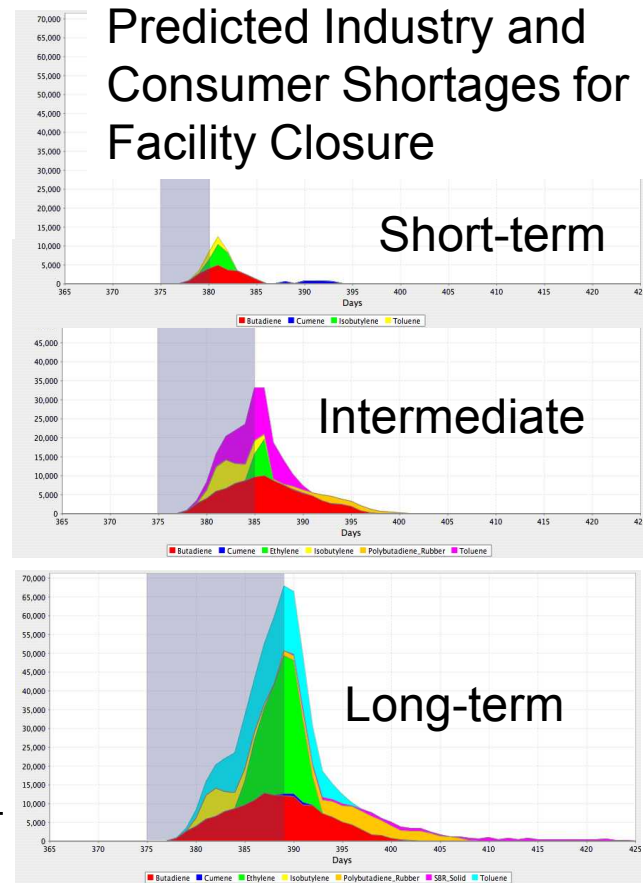 Predicted Industry and
Consumer Shortages for
Facility Closure
70,000
65,000
60,000
55,000
50,000
45,000
40,000
35,000
30,000
25,000
20,000
15,000
10,000
5,000
0
Short-term
365 370 375 380 385 390 395 400 405 410 415 420 425
Days
Butadiene Cumene Isobutylene Toluene
45,000
40,000
35,000
30,000
25,000
20,000
15,000
10,000
5,000
0
Intermediate
365 370 375 380 385 390 395 400 405 410 415 420 42
Days
Butadiene Cumene Ethylene Isobutylene Polybutadiene_Rubber Toluene
70,000
65,000
60,000
55,000
50,000
45,000
40,000
35,000
30,000
25,000
20,000
15,000
10,000
5,000
0
Long-term
365 370 375 380 385 390 395 400 405 410 415 420 425
Days
Butadiene Cumene Ethylene Isobutylene Polybutadiene_Rubber SBR_Solid Toluene